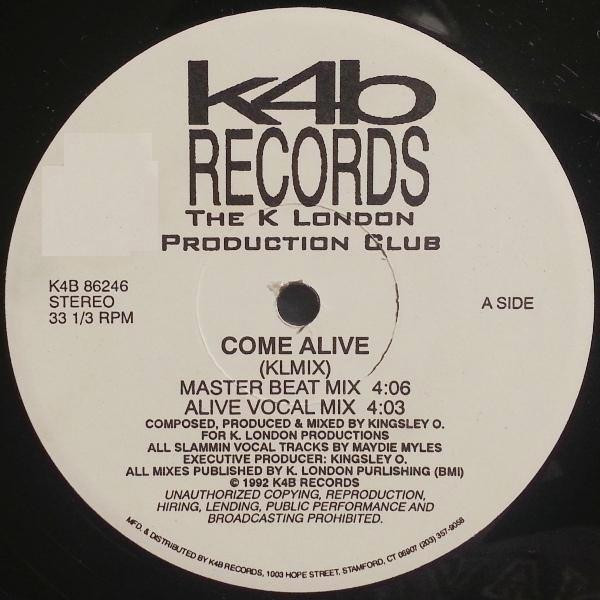 K4b
RECORDS
THE K LONDON
PRODUCTION CLUB
K4B 86246
STEREO
33 1/3 RPM
A SIDE
COME ALIVE
(KLMIX)
MASTER BEAT MIX 4:06
ALIVE VOCAL MIX 4:03
COMPOSED, PRODUCED & MIXED BY KINGSLEY O.
FOR K. LONDON PRODUCTIONS
ALL SLAMMIN VOCAL TRACKS BY MAYDIE MYLES
EXECUTIVE PRODUCER: KINGSLEY O.
ALL MIXES PUBLISHED BY K. LONDON PURLISHING (BMI)
© 1992 K4B RECORDS
UNAUTHORIZED COPYING, REPRODUCTION,
HIRING, LENDING, PUBLIC PERFORMANCE AND
BROADCASTING PROHIBITED.
MFD. & DISTRIBUTED BY K4B RECORDS, 1003 HOPE STREET, STAMFORD, CT 06907 (203) 357-9058